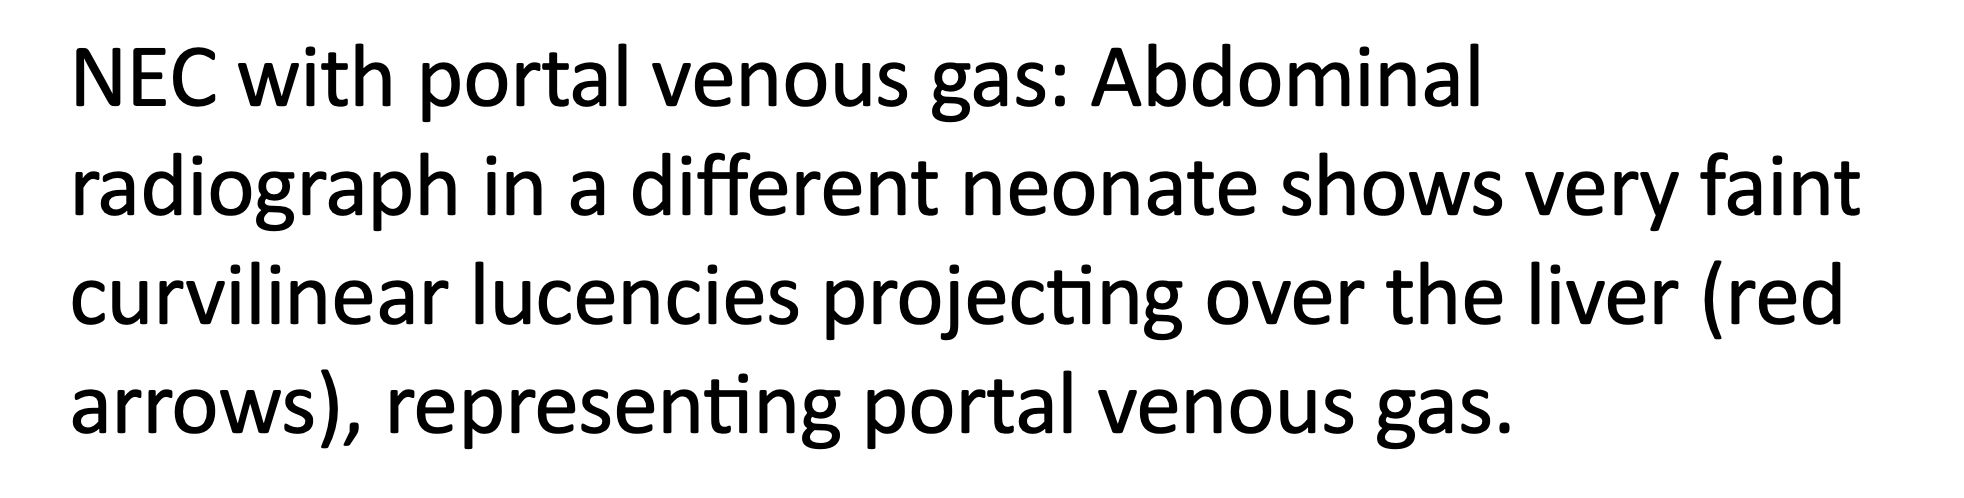 NEC with portal venous gas: Abdominal
radiograph in a different neonate shows very faint
curvilinear lucencies projecting over the liver (red
arrows), representing portal venous gas.